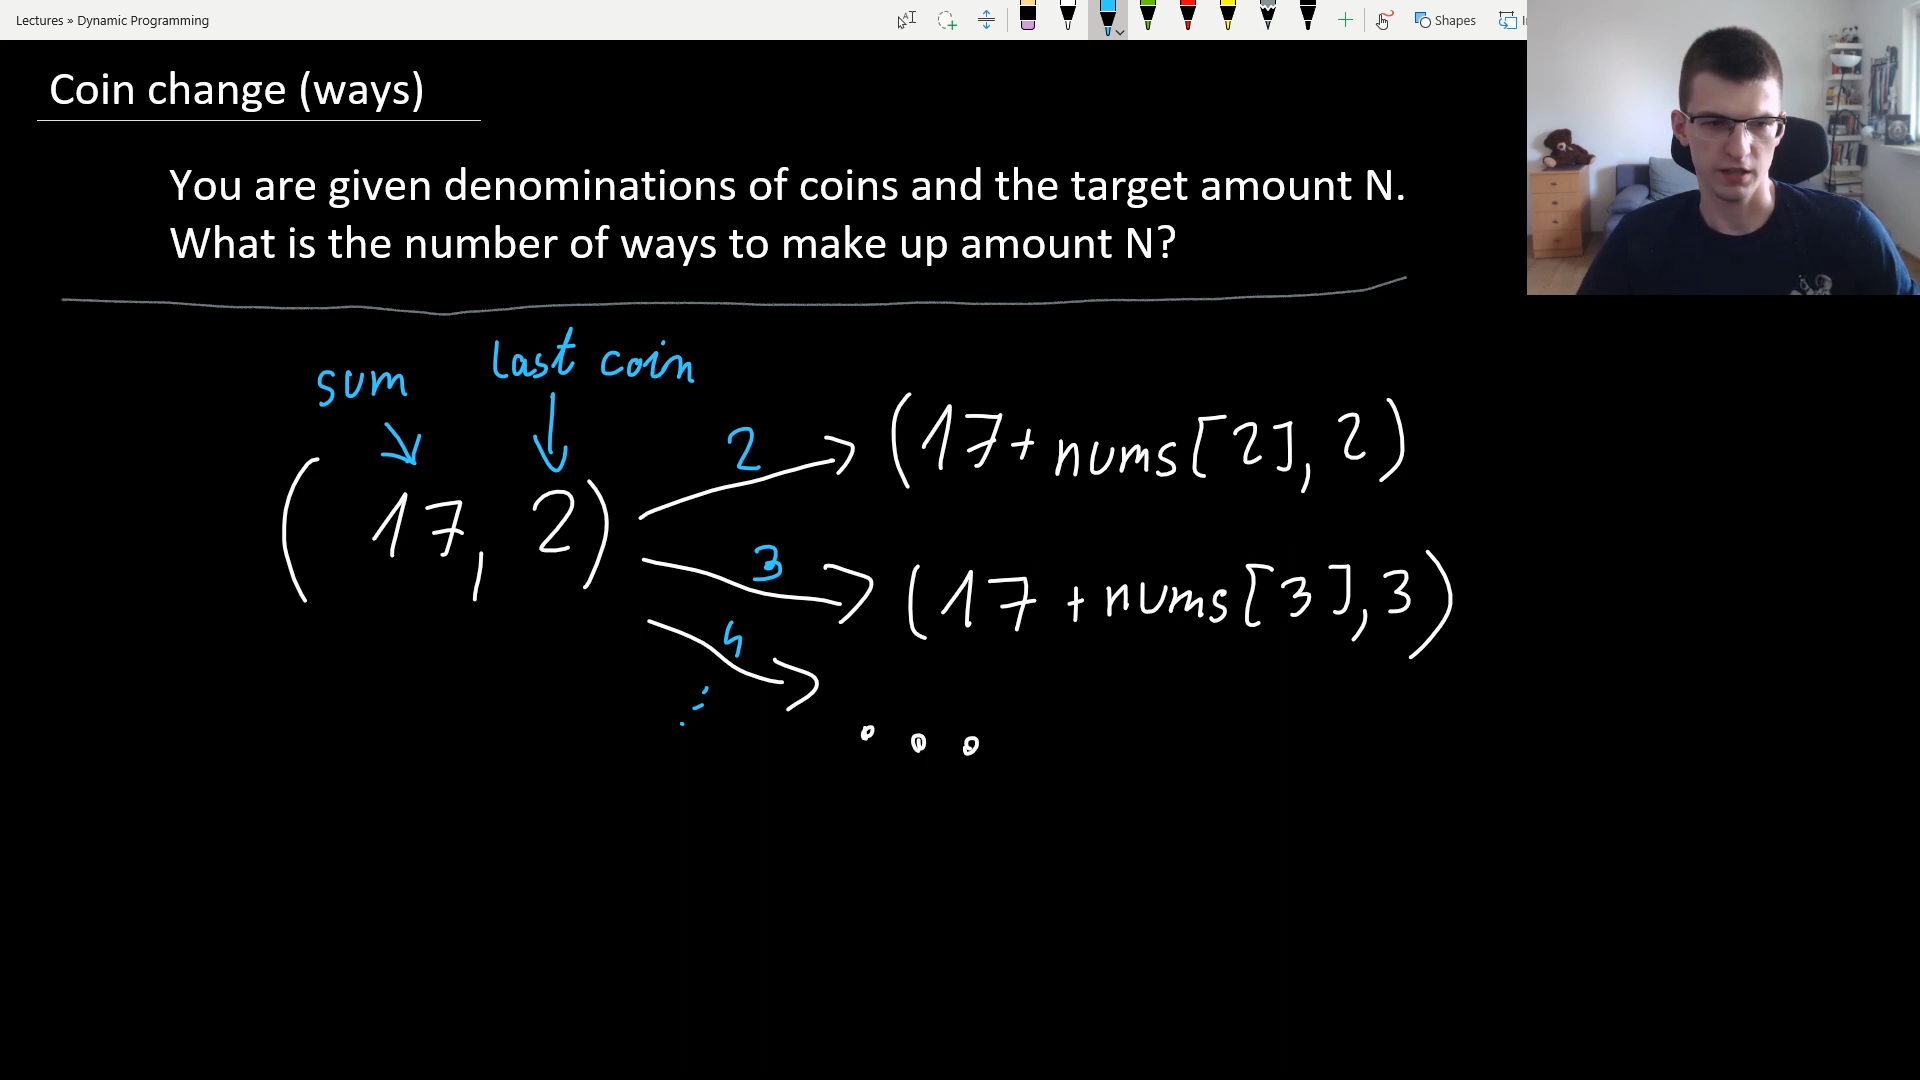 Lectures » Dynamic Programming
Shapes
Coin change (ways)
You are given denominations of coins and the target amount N.
What is the number of ways to make up amount N?
sum
last coin
(17, 2)
2
(17+nums[2], 2)
3
(17 + nums[3], 3)
4
...